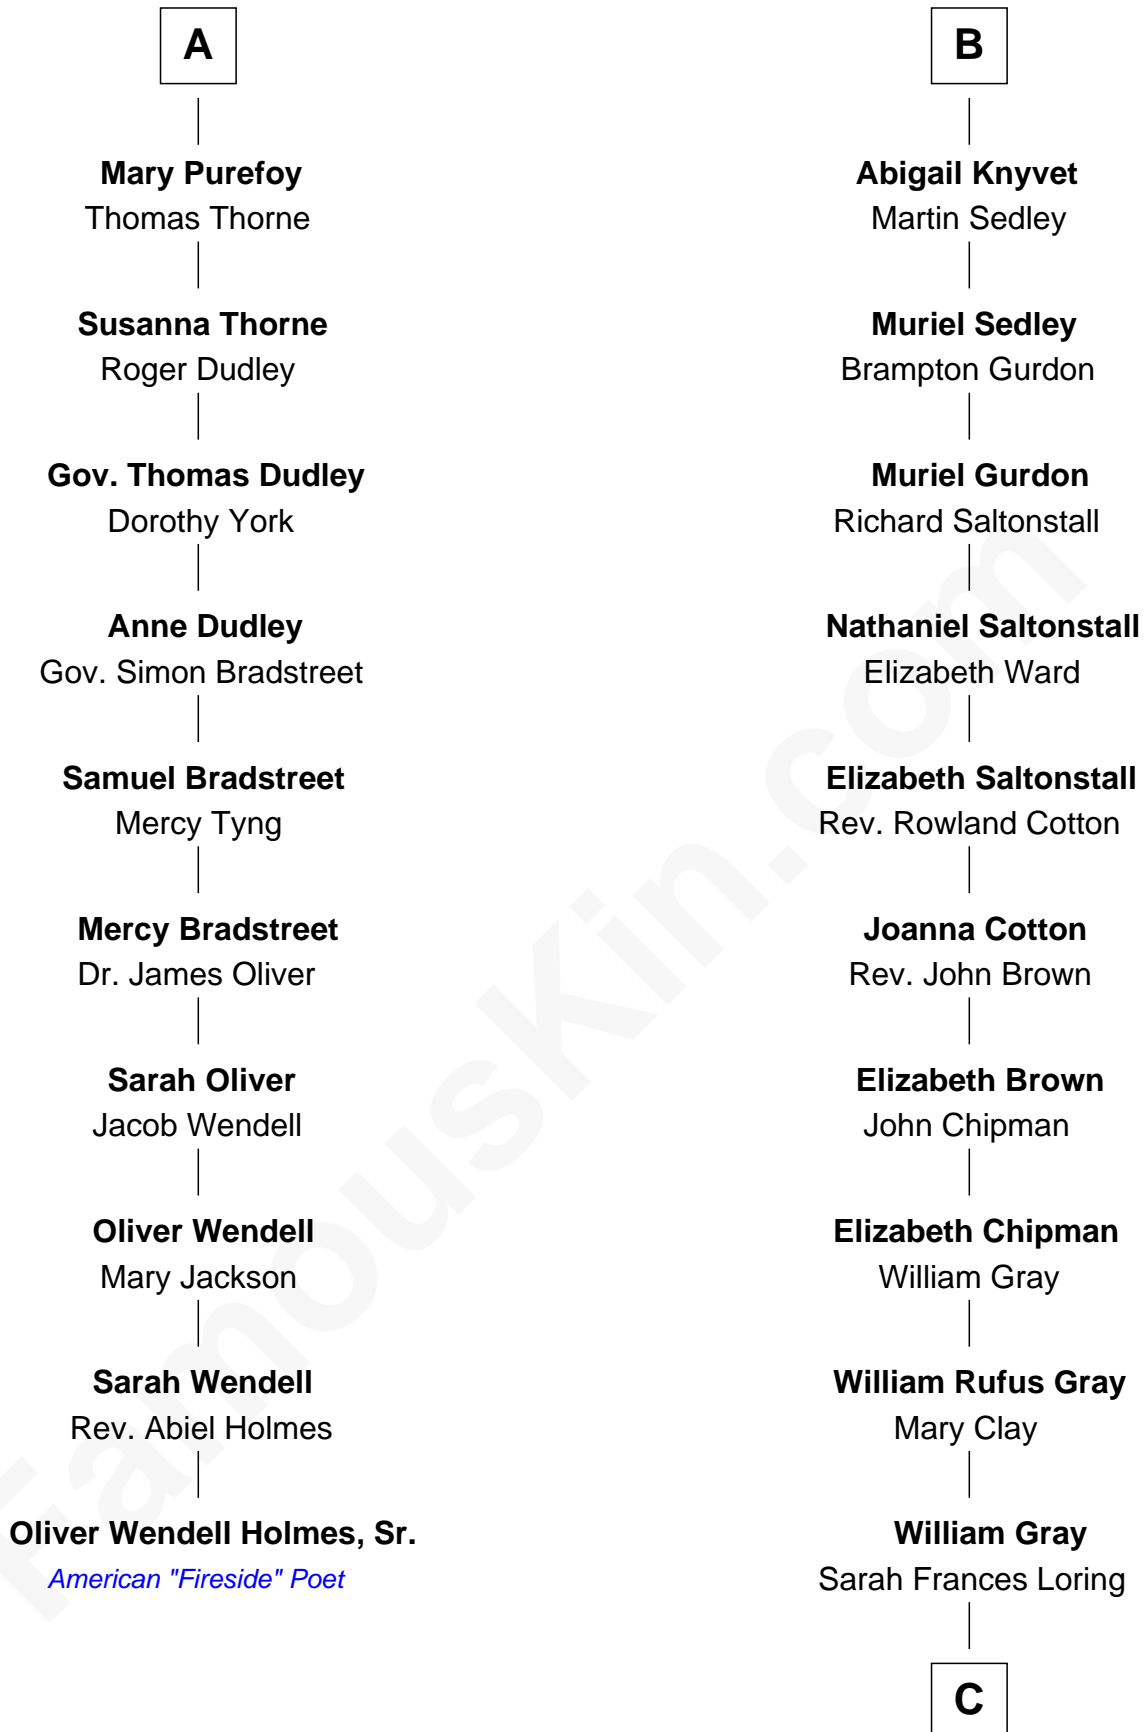 A
Mary Purefoy
Thomas Thorne
Susanna Thorne
Roger Dudley
Gov. Thomas Dudley
Dorothy York
Anne Dudley
Gov. Simon Bradstreet
Samuel Bradstreet
Mercy Tyng
Mercy Bradstreet
Dr. James Oliver
Sarah Oliver
Jacob Wendell
Oliver Wendell
Mary Jackson
Sarah Wendell
Rev. Abiel Holmes
Oliver Wendell Holmes, Sr.
American "Fireside" Poet
B
Abigail Knyvet
Martin Sedley
Muriel Sedley
Brampton Gurdon
Muriel Gurdon
Richard Saltonstall
Nathaniel Saltonstall
Elizabeth Ward
Elizabeth Saltonstall
Rev. Rowland Cotton
Joanna Cotton
Rev. John Brown
Elizabeth Brown
John Chipman
Elizabeth Chipman
William Gray
William Rufus Gray
Mary Clay
William Gray
Sarah Frances Loring
C
FamousKin.com